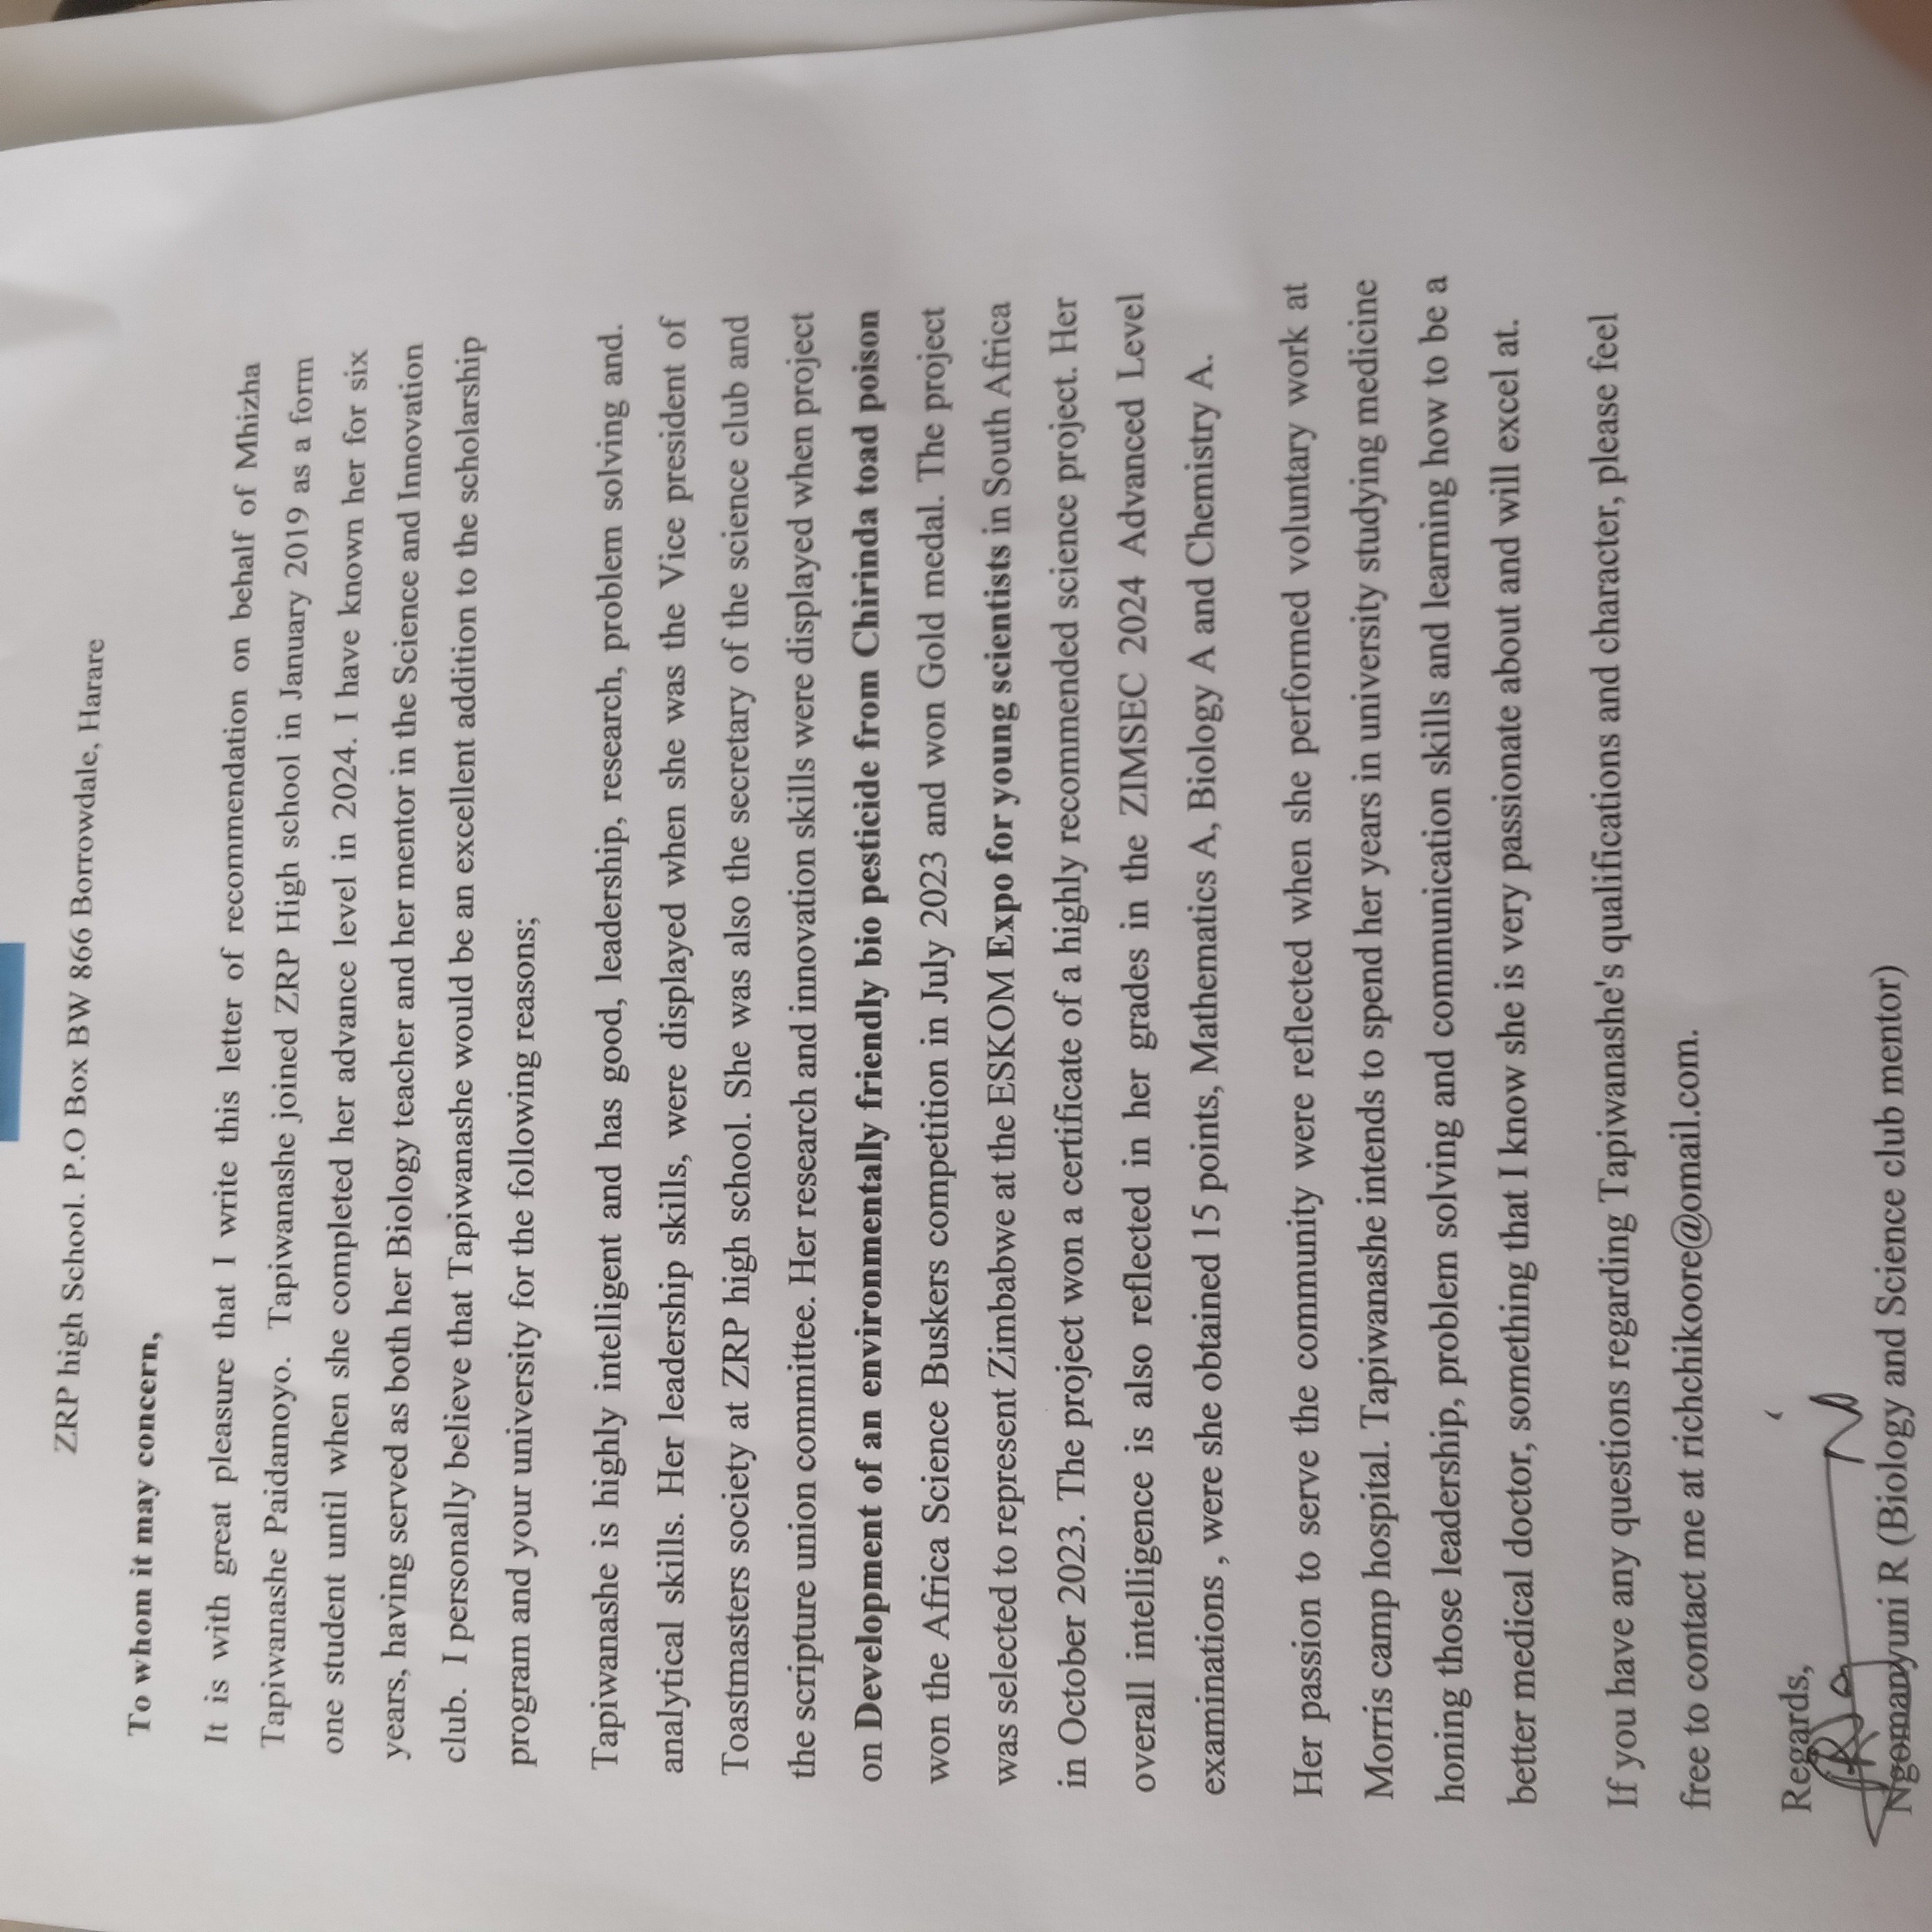 ZRP high School. P.O Box BW 866 Borrowdale, Harare
To whom it may concern,
It is with great pleasure that I write this letter of recommendation on behalf of Mhizha
Tapiwanashe Paidamoyo. Tapiwanashe joined ZRP High school in January 2019 as a form
one student until when she completed her advance level in 2024. I have known her for six
years, having served as both her Biology teacher and her mentor in the Science and Innovation
club. I personally believe that Tapiwanashe would be an excellent addition to the scholarship
program and your university for the following reasons;
Tapiwanashe is highly intelligent and has good, leadership, research, problem solving and.
analytical skills. Her leadership skills, were displayed when she was the Vice president of
Toastmasters society at ZRP high school. She was also the secretary of the science club and
the scripture union committee. Her research and innovation skills were displayed when project
on Development of an environmentally friendly bio pesticide from Chirinda toad poison
won the Africa Science Buskers competition in July 2023 and won Gold medal. The project
was selected to represent Zimbabwe at the ESKOM Expo for young scientists in South Africa
in October 2023. The project won a certificate of a highly recommended science project. Her
overall intelligence is also reflected in her grades in the ZIMSEC 2024 Advanced Level
examinations , were she obtained 15 points, Mathematics A, Biology A and Chemistry A.
Her passion to serve the community were reflected when she performed voluntary work at
Morris camp hospital. Tapiwanashe intends to spend her years in university studying medicine
honing those leadership, problem solving and communication skills and learning how to be a
better medical doctor, something that I know she is very passionate about and will excel at.
If you have any questions regarding Tapiwanashe's qualifications and character, please feel
free to contact me at richchikoore@omail.com.
Regards,
Ngomanyuni R (Biology and Science club mentor)